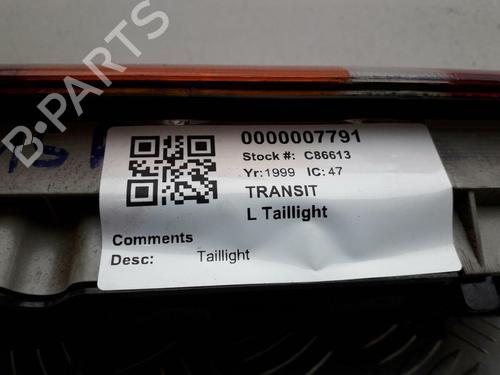 B-PARTS
0000007791
Stock #: C86613
Yr:1999 IC:47
TRANSIT
L Taillight
Comments
Desc: Taillight